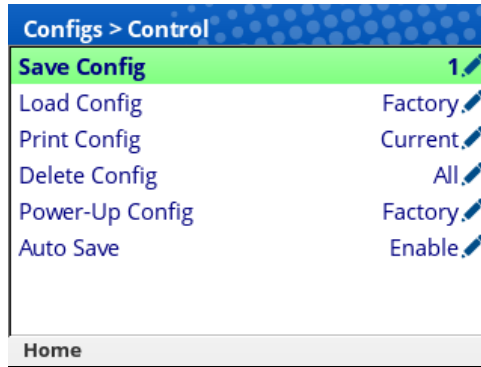 Configs > Control
Save Config 1
Load Config Factory
Print Config Current
Delete Config All
Power-Up Config Factory
Auto Save Enable
Home